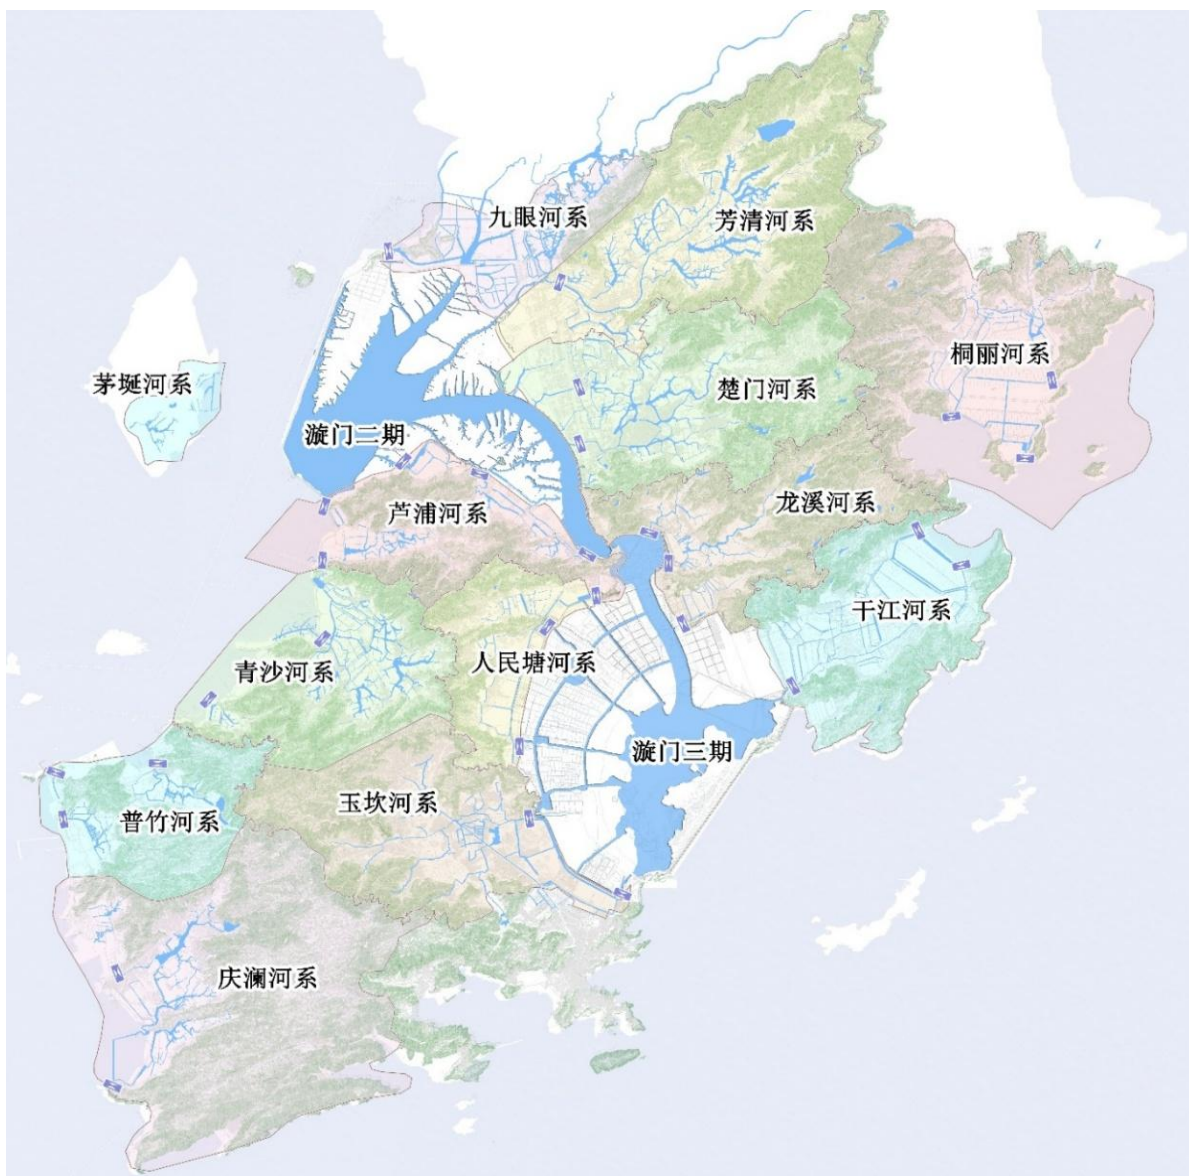 九眼河系
芳清河系
桐丽河系
茅埏河系
楚门河系
漩门二期
龙溪河系
芦浦河系
干江河系
人民塘河系
青沙河系
漩门三期
玉坎河系
普竹河系
庆澜河系